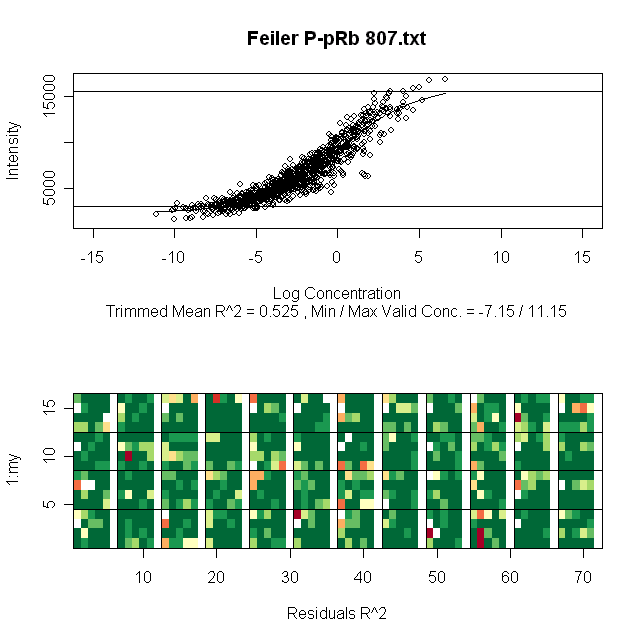 Feiler P-pRb 807.txt
Intensity
15000
5000
-15 -10 -5 0 5 10 15
Log Concentration
Trimmed Mean R^2 = 0.525 , Min / Max Valid Conc. = -7.15 / 11.15
1:my
15
10
5
10 20 30 40 50 60 70
Residuals R^2